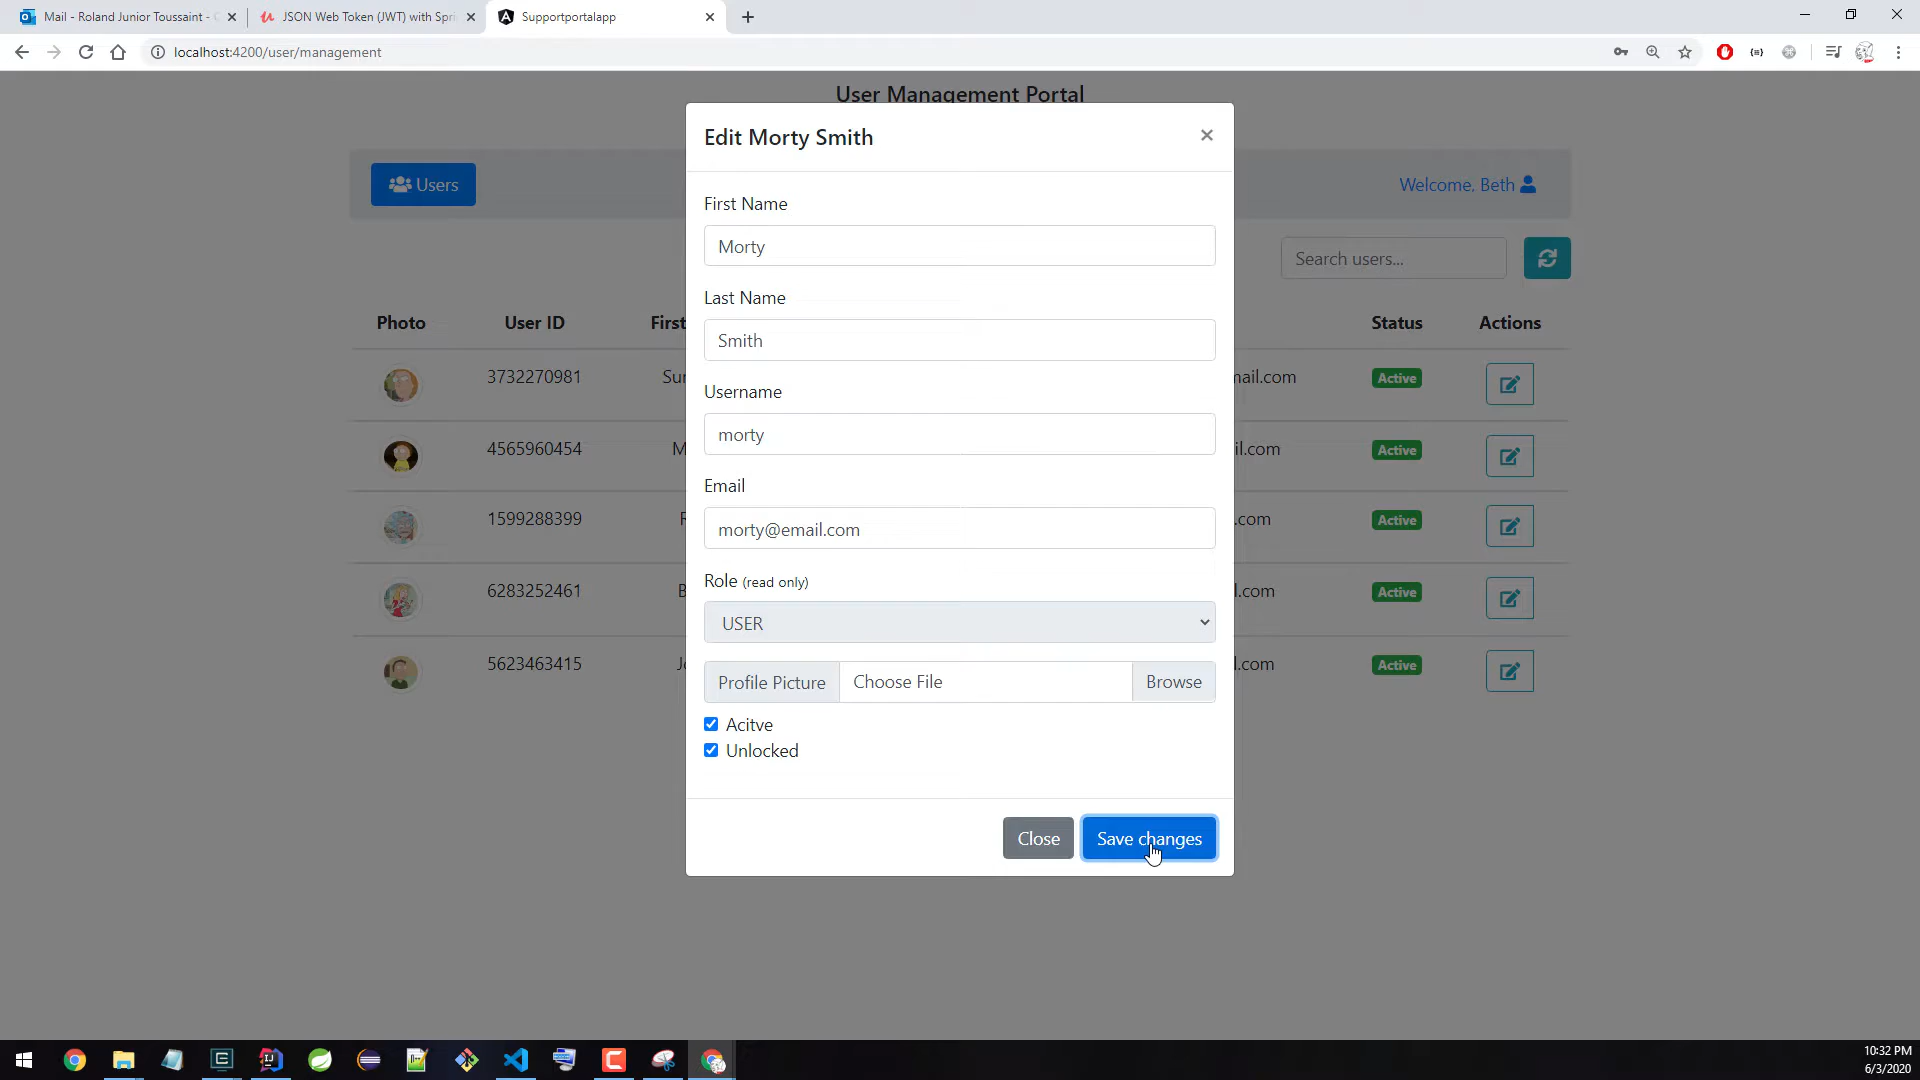 Mail - Roland Junior Toussaint -
JSON Web Token (JWT) with Spri
Supportportalapp
localhost:4200/user/management
User Management Portal
Edit Morty Smith
×
Users
Welcome, Beth
First Name
Morty
Search users...
Last Name
Smith
Photo
User ID
First
Status
Actions
3732270981
Active
Username
morty
4565960454
M
il.com
Active
Email
morty@email.com
1599288399
.com
Active
Role (read only)
USER
6283252461
B
l.com
Active
Profile Picture
Choose File
Browse
5623463415
l.com
Active
Acitve
Unlocked
Close
Save changes
10:32 PM
6/3/2020